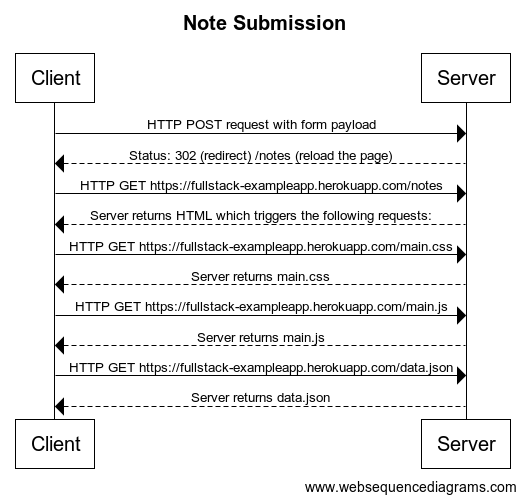 Note Submission
Client
Server
HTTP POST request with form payload
Status: 302 (redirect) /notes (reload the page)
HTTP GET https://fullstack-exampleapp.herokuapp.com/notes
Server returns HTML which triggers the following requests:
HTTP GET https://fullstack-exampleapp.herokuapp.com/main.css
Server returns main.css
HTTP GET https://fullstack-exampleapp.herokuapp.com/main.js
Server returns main.js
HTTP GET https://fullstack-exampleapp.herokuapp.com/data.json
Server returns data.json
Client
Server
www.websequencediagrams.com